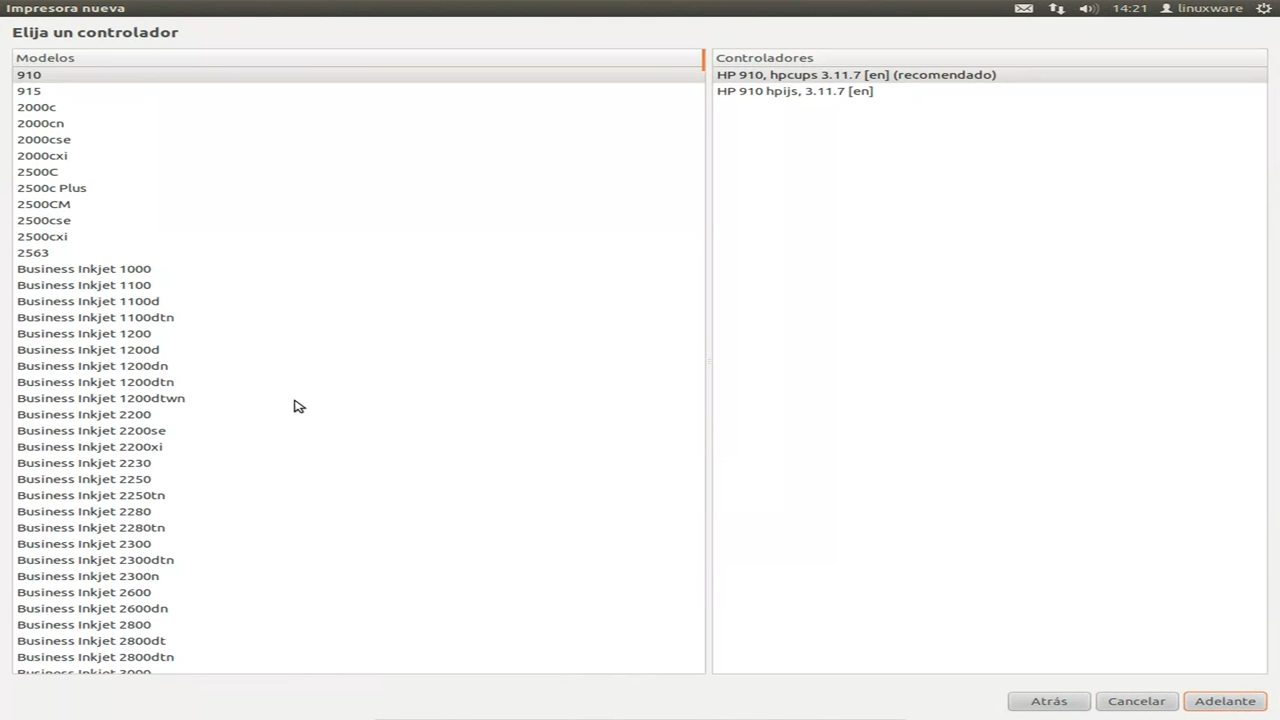 Impresora nueva
14:21
linuxware
Elija un controlador
Modelos
910
915
2000c
2000cn
2000cse
2000cxi
2500C
2500c Plus
2500CM
2500cse
2500cxi
2563
Business Inkjet 1000
Business Inkjet 1100
Business Inkjet 1100d
Business Inkjet 1100dtn
Business Inkjet 1200
Business Inkjet 1200d
Business Inkjet 1200dn
Business Inkjet 1200dtn
Business Inkjet 1200dtwn
Business Inkjet 2200
Business Inkjet 2200se
Business Inkjet 2200xi
Business Inkjet 2230
Business Inkjet 2250
Business Inkjet 2250tn
Business Inkjet 2280
Business Inkjet 2280tn
Business Inkjet 2300
Business Inkjet 2300dtn
Business Inkjet 2300n
Business Inkjet 2600
Business Inkjet 2600dn
Business Inkjet 2800
Business Inkjet 2800dt
Business Inkjet 2800dtn
Business Inkjet 3000
Controladores
HP 910, hpcups 3.11.7 [en] (recomendado)
HP 910 hpijs, 3.11.7 [en]
Atrás
Cancelar
Adelante